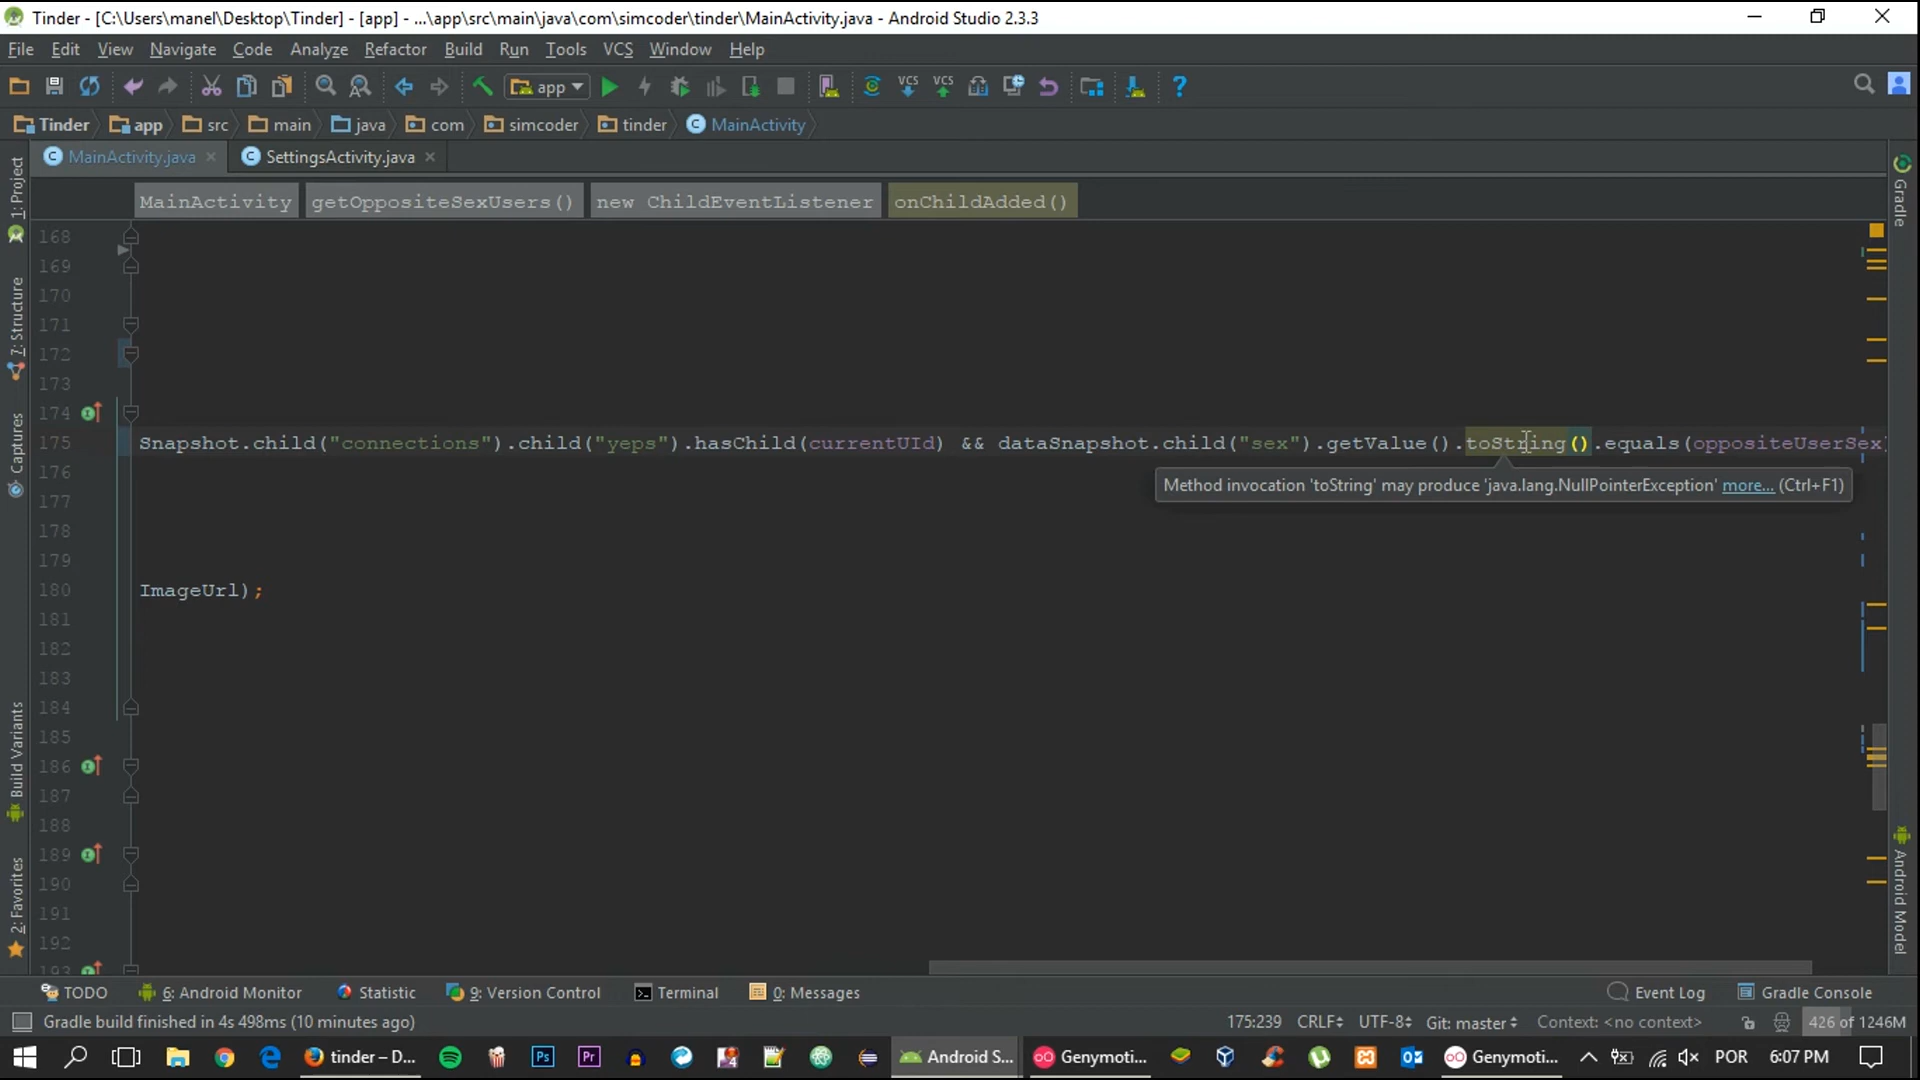 Tinder - [C:\Users\manel\Desktop\Tinder] - [app] - ...\app\src\main\java\com\simcoder\tinder\MainActivity.java - Android Studio 2.3.3
File Edit View Navigate Code Analyze Refactor Build Run Tools VCS Window Help
app VCS VCS ?
Tinder app src main java com simcoder tinder MainActivity
MainActivity.java SettingsActivity.java
MainActivity getOppositeSexUsers() new ChildEventListener onChildAdded()
1: Project
7: Structure
Captures
Build Variants
2: Favorites
168
169
170
171
172
173
174
175 Snapshot.child("connections").child("yeps").hasChild(currentUId) && dataSnapshot.child("sex").getValue().toString().equals(oppositeUserSex)
Method invocation 'toString' may produce 'java.lang.NullPointerException' more... (Ctrl+F1)
176
177
178
179
180 ImageUrl);
181
182
183
184
185
186
187
188
189
190
191
192
193
Gradle
Android Model
TODO 6: Android Monitor Statistic 9: Version Control Terminal 0: Messages Event Log Gradle Console
Gradle build finished in 4s 498ms (10 minutes ago) 175:239 CRLF UTF-8 Git: master Context: <no context> 426 of 1246M
tinder – D... Ps Pr Android S... Genymoti... Genymoti... POR 6:07 PM